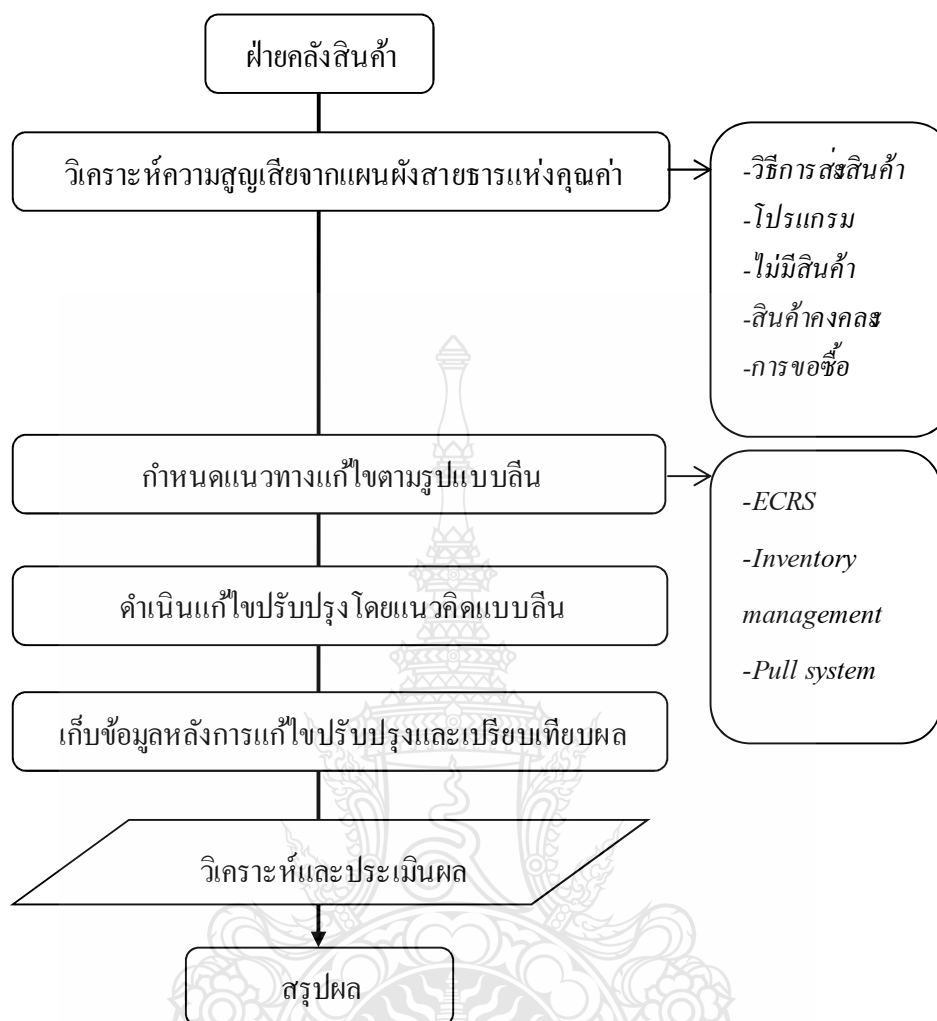 ฝ่ายคลังสินค้า
วิเคราะห์ความสูญเสียจากแผนผังสายธารแห่งคุณค่า
-วิธีการส่งสินค้า
-โปรแกรม
-ไม่มีสินค้า
-สินค้าคงคลัง
-การขอซื้อ
กำหนดแนวทางแก้ไขตามรูปแบบลีน
-ECRS
-Inventory
management
-Pull system
ดำเนินแก้ไขปรับปรุงโดยแนวคิดแบบลีน
เก็บข้อมูลหลังการแก้ไขปรับปรุงและเปรียบเทียบผล
วิเคราะห์และประเมินผล
สรุปผล